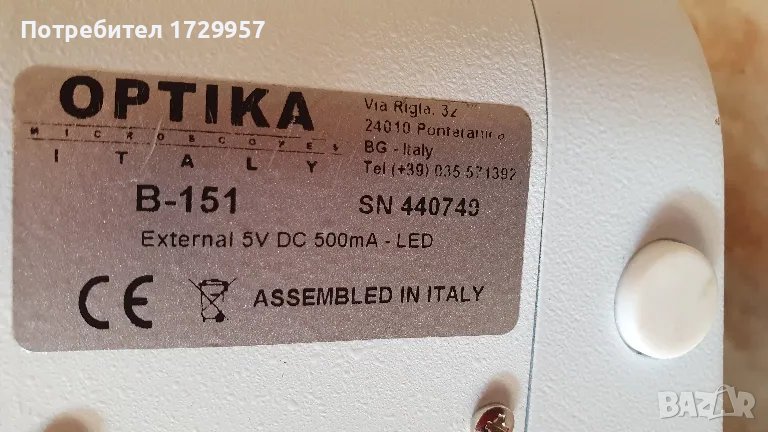 Потребител 1729957
OPTIKA
MICROSCOPES
ITALY
Via Rigla, 32
24010 Ponteranica
BG - Italy
Tel (+39) 035 571392
B-151
SN 440749
External 5V DC 500mA - LED
CE
ASSEMBLED IN ITALY
BAZAR